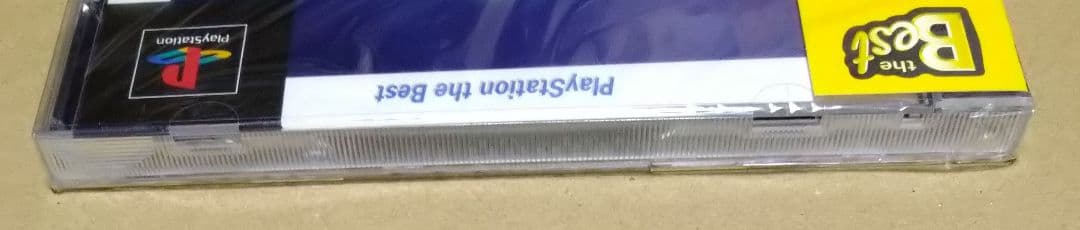 PlayStation
PlayStation the Best
the
Best